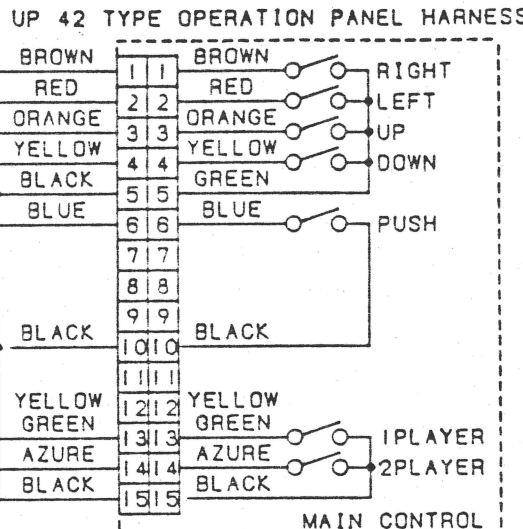 UP 42 TYPE OPERATION PANEL HARNESS
BROWN 1 1 BROWN RIGHT
RED 2 2 RED LEFT
ORANGE 3 3 ORANGE UP
YELLOW 4 4 YELLOW DOWN
BLACK 5 5 GREEN
BLUE 6 6 BLUE PUSH
7 7
8 8
9 9
BLACK 10 10 BLACK
11 11
YELLOW 12 12 YELLOW
GREEN 13 13 GREEN 1PLAYER
AZURE 14 14 AZURE 2PLAYER
BLACK 15 15 BLACK
MAIN CONTROL